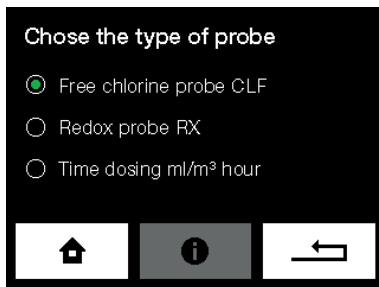 Chose the type of probe
Free chlorine probe CLF
Redox probe RX
Time dosing ml/m³ hour